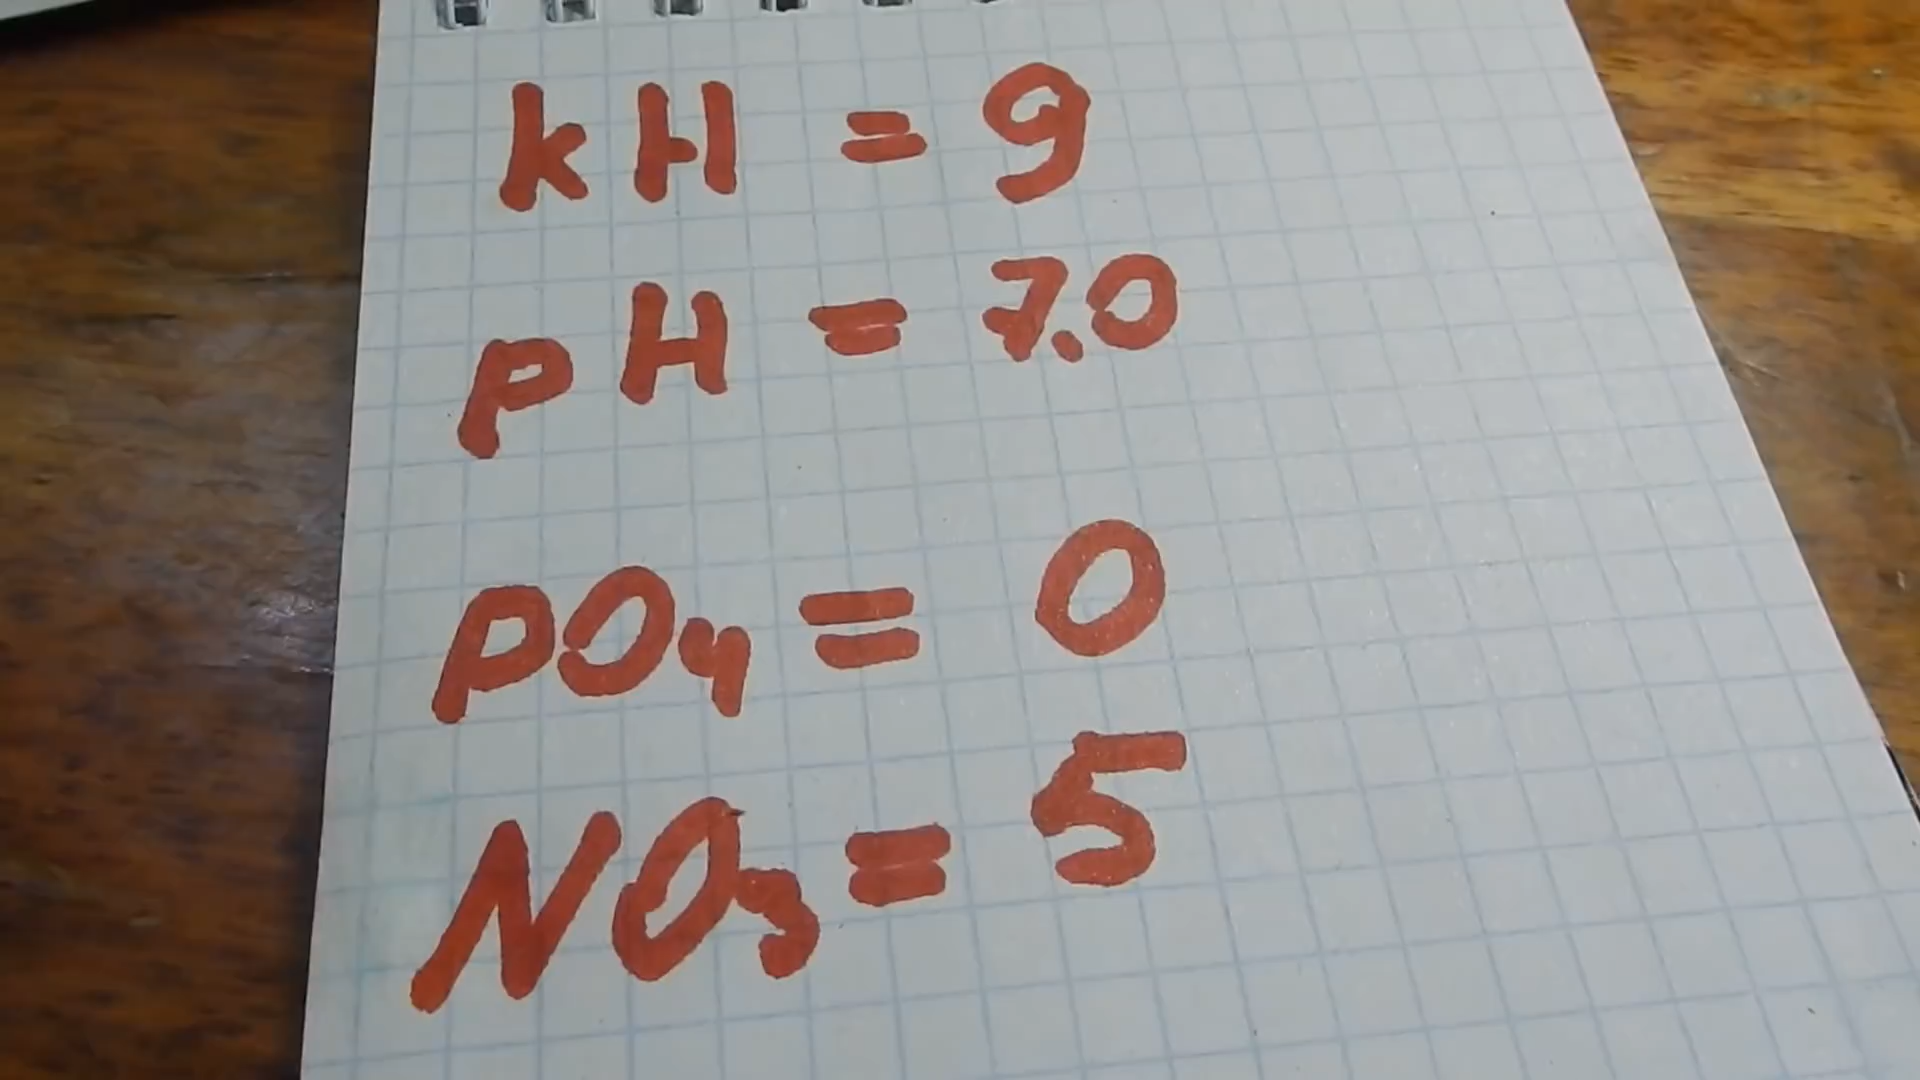 kH = 9
pH = 7.0
PO4 = 0
NO3 = 5